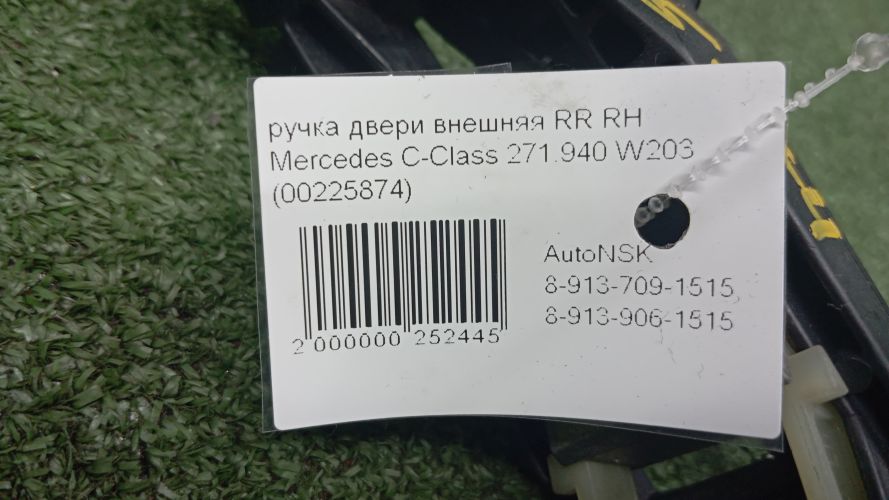 ручка двери внешняя RR RH
Mercedes C-Class 271.940 W203
(00225874)
AutoNSK
8-913-709-1515
8-913-906-1515
2 000000 252445